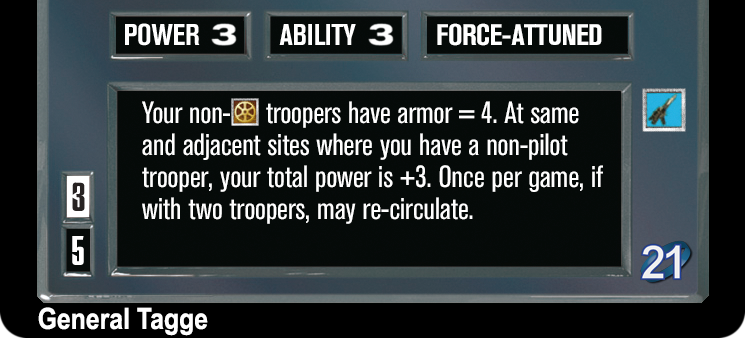 POWER 3 ABILITY 3 FORCE-ATTUNED
Your non- troopers have armor = 4. At same
and adjacent sites where you have a non-pilot
trooper, your total power is +3. Once per game, if
with two troopers, may re-circulate.
3
5
21
General Tagge